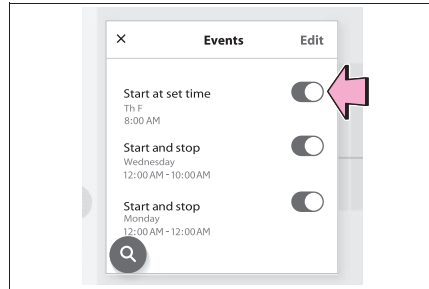 × Events Edit
Start at set time
Th F
8:00 AM
Start and stop
Wednesday
12:00 AM - 10:00 AM
Start and stop
Monday
12:00 AM - 12:00 AM